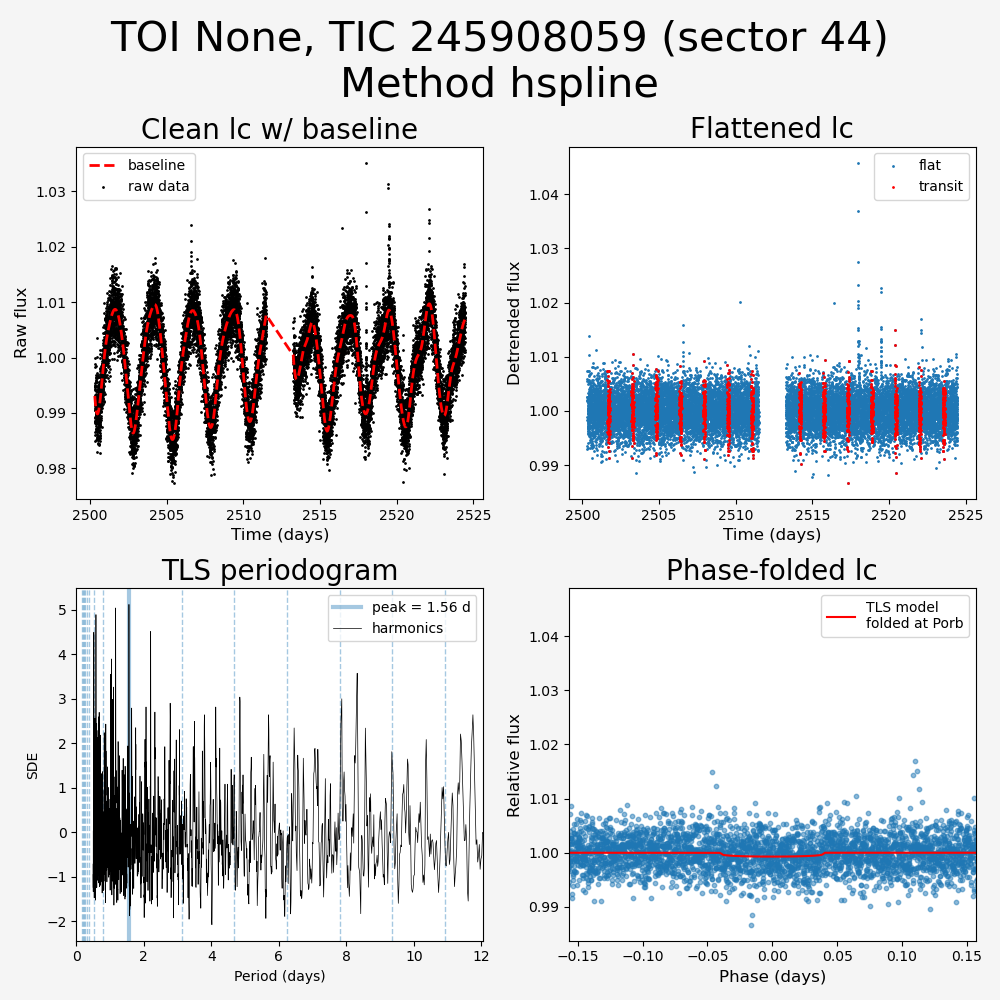 TOI None, TIC 245908059 (sector 44)
Method hspline
Clean lc w/ baseline
baseline
raw data
1.03
1.02
1.01
1.00
0.99
0.98
Raw flux
2500
2505
2510
2515
2520
2525
Time (days)
Flattened lc
flat
transit
1.04
1.03
1.02
1.01
1.00
0.99
Detrended flux
2500
2505
2510
2515
2520
2525
Time (days)
TLS periodogram
peak = 1.56 d
harmonics
5
4
3
2
1
0
−1
−2
SDE
0
2
4
6
8
10
12
Period (days)
Phase-folded lc
TLS model
folded at Porb
1.04
1.03
1.02
1.01
1.00
0.99
Relative flux
−0.15
−0.10
−0.05
0.00
0.05
0.10
0.15
Phase (days)